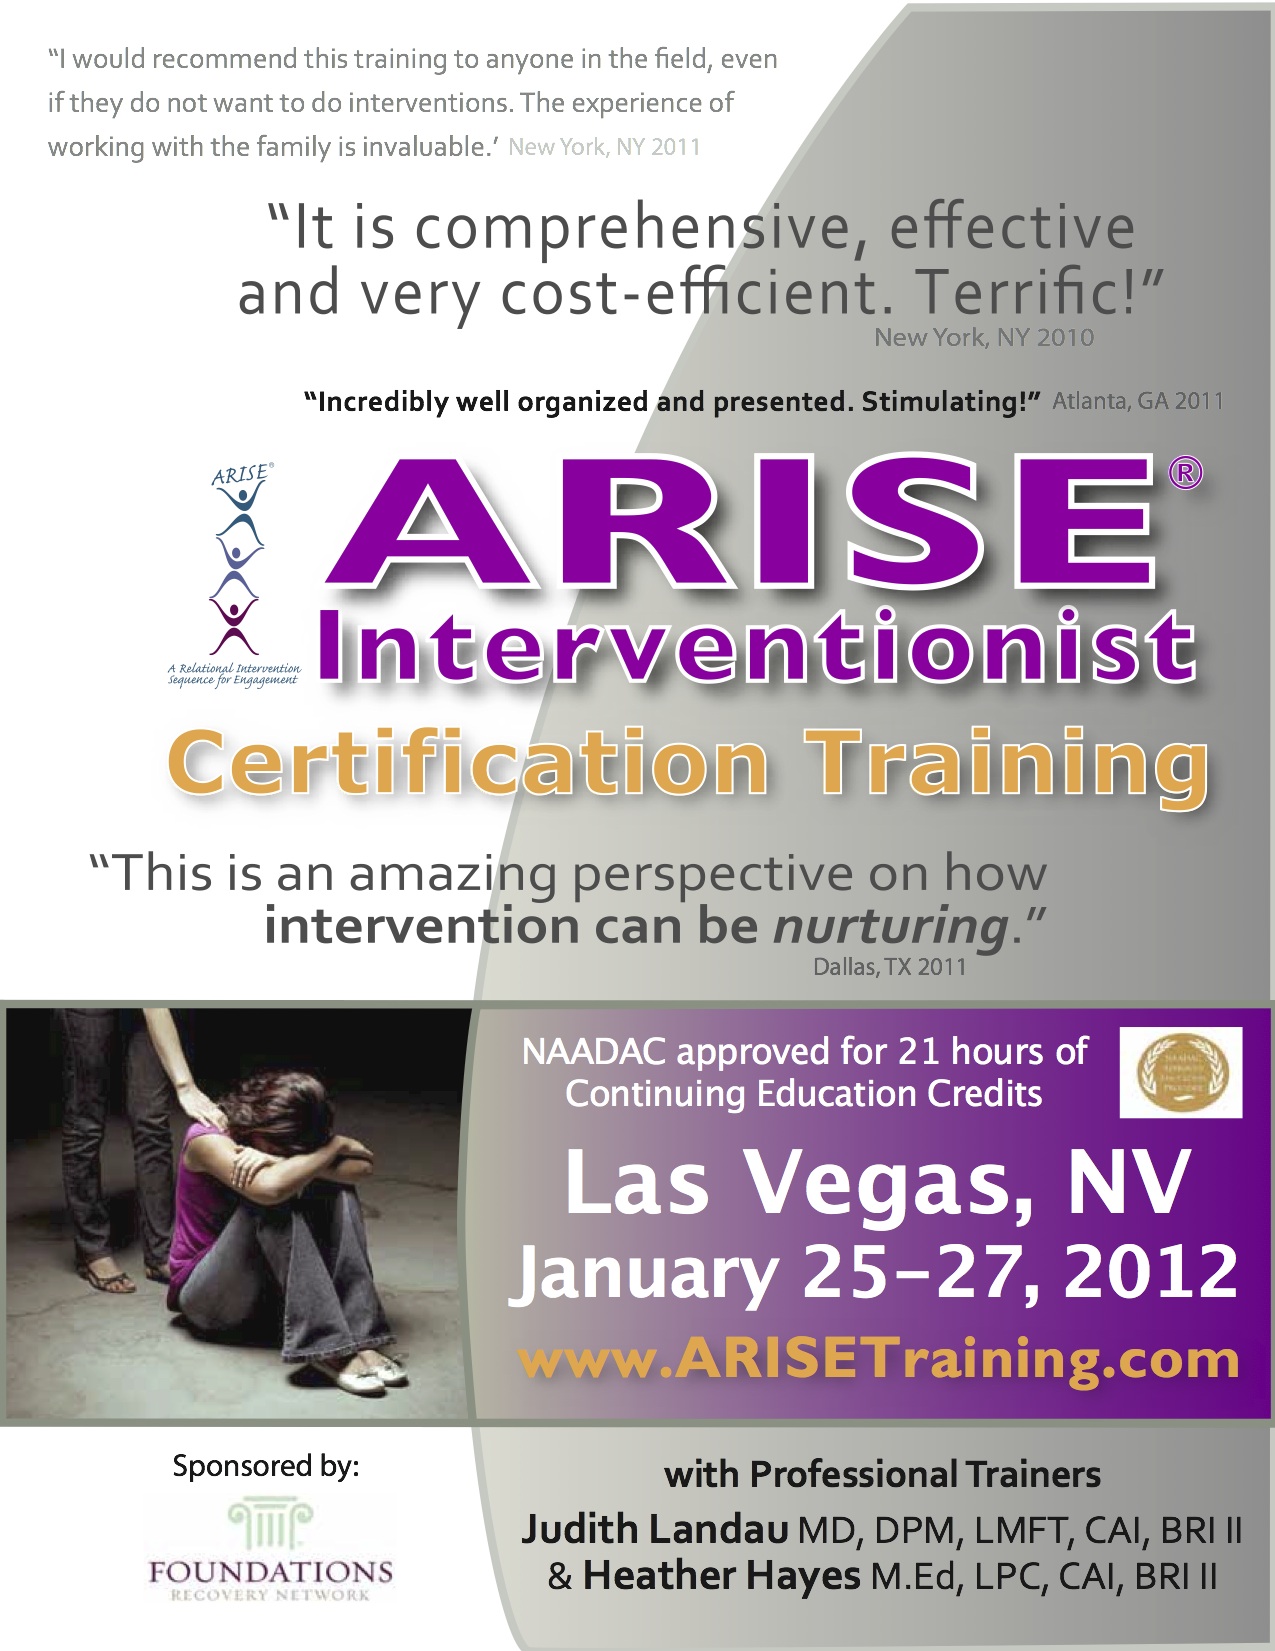 “I would recommend this training to anyone in the field, even
if they do not want to do interventions. The experience of
working with the family is invaluable.’ New York, NY 2011
“It is comprehensive, effective
and very cost-efficient. Terrific!”
New York, NY 2010
“Incredibly well organized and presented. Stimulating!” Atlanta, GA 2011
ARISE®
ARISE®
Interventionist
A Relational Intervention
Sequence for Engagement
Certification Training
“This is an amazing perspective on how
intervention can be nurturing.”
Dallas, TX 2011
NAADAC approved for 21 hours of
Continuing Education Credits
NAADAC
APPROVED
EDUCATION
PROVIDER
Las Vegas, NV
January 25–27, 2012
www.ARISETraining.com
Sponsored by:
FOUNDATIONS
RECOVERY NETWORK
with Professional Trainers
Judith Landau MD, DPM, LMFT, CAI, BRI II
& Heather Hayes M.Ed, LPC, CAI, BRI II